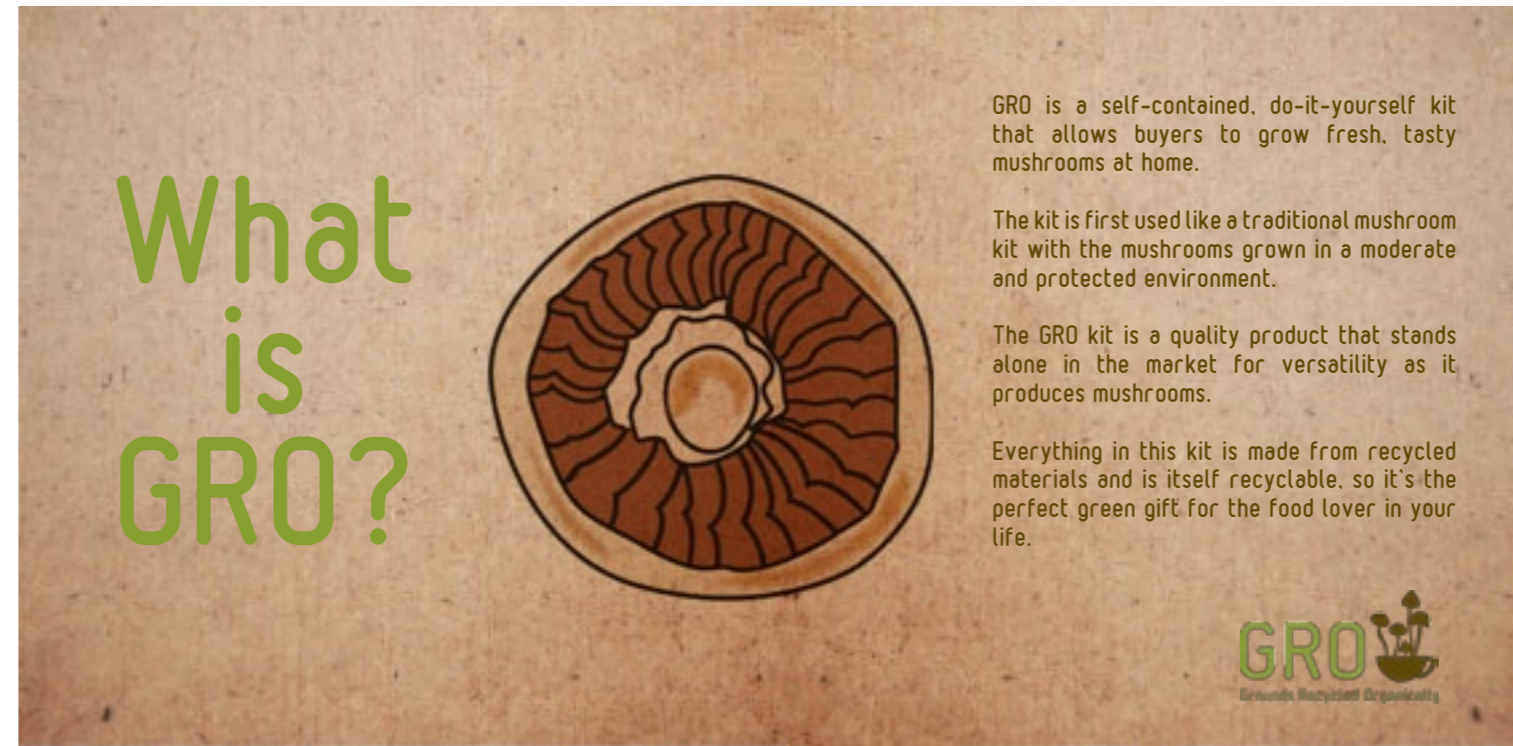 What
is
GRO?
GRO is a self-contained, do-it-yourself kit
that allows buyers to grow fresh, tasty
mushrooms at home.
The kit is first used like a traditional mushroom
kit with the mushrooms grown in a moderate
and protected environment.
The GRO kit is a quality product that stands
alone in the market for versatility as it
produces mushrooms.
Everything in this kit is made from recycled
materials and is itself recyclable, so it's the
perfect green gift for the food lover in your
life.
GRO
Grounds Recycled Organically